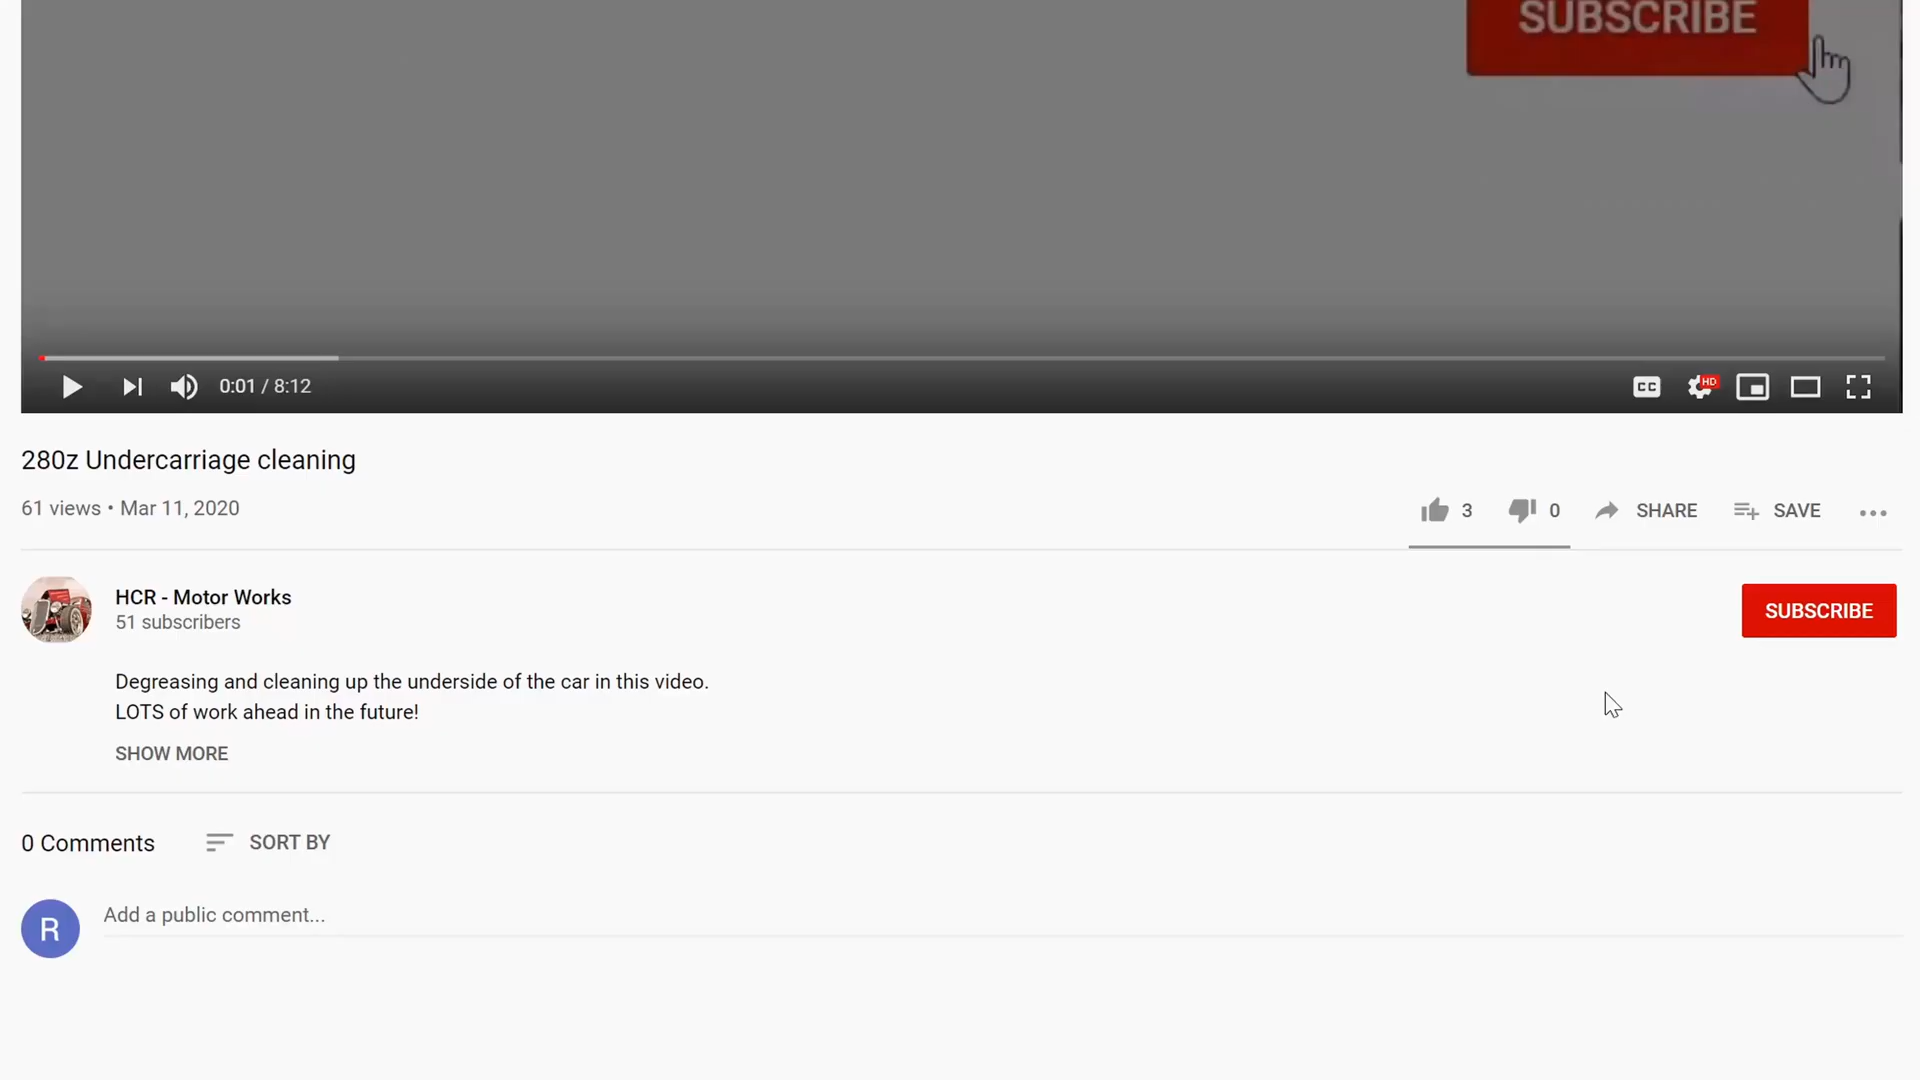 SUBSCRIBE
0:01 / 8:12
CC
HD
280z Undercarriage cleaning
61 views • Mar 11, 2020
3
0
SHARE
SAVE
HCR - Motor Works
51 subscribers
SUBSCRIBE
Degreasing and cleaning up the underside of the car in this video.
LOTS of work ahead in the future!
SHOW MORE
0 Comments
SORT BY
R
Add a public comment...